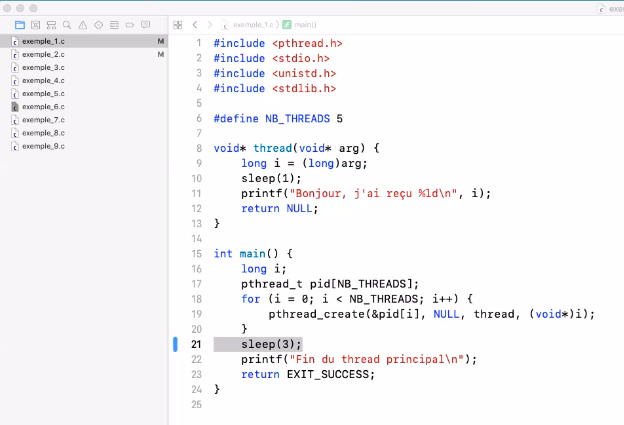 exe
exemple_1.c
main()
exemple_1.c M
exemple_2.c M
exemple_3.c
exemple_4.c
exemple_5.c
exemple_6.c
exemple_7.c
exemple_8.c
exemple_9.c
1 #include <pthread.h>
2 #include <stdio.h>
3 #include <unistd.h>
4 #include <stdlib.h>
5
6 #define NB_THREADS 5
7
8 void* thread(void* arg) {
9 long i = (long)arg;
10 sleep(1);
11 printf("Bonjour, j'ai reçu %ld\n", i);
12 return NULL;
13 }
14
15 int main() {
16 long i;
17 pthread_t pid[NB_THREADS];
18 for (i = 0; i < NB_THREADS; i++) {
19 pthread_create(&pid[i], NULL, thread, (void*)i);
20 }
21 sleep(3);
22 printf("Fin du thread principal\n");
23 return EXIT_SUCCESS;
24 }
25